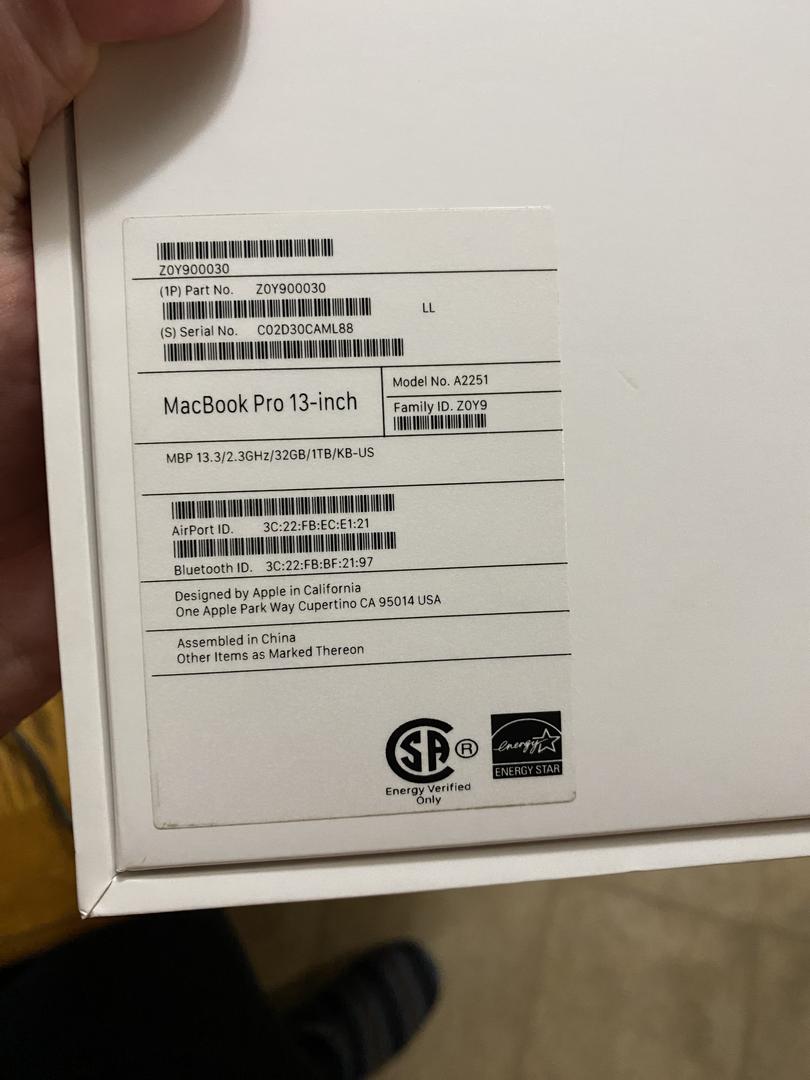 Z0Y900030
(1P) Part No. Z0Y900030
LL
(S) Serial No. C02D30CAML88
MacBook Pro 13-inch
Model No. A2251
Family ID. Z0Y9
MBP 13.3/2.3GHz/32GB/1TB/KB-US
AirPort ID. 3C:22:FB:EC:E1:21
Bluetooth ID. 3C:22:FB:BF:21:97
Designed by Apple in California
One Apple Park Way Cupertino CA 95014 USA
Assembled in China
Other Items as Marked Thereon
SA ®
Energy Verified
Only
energy
ENERGY STAR